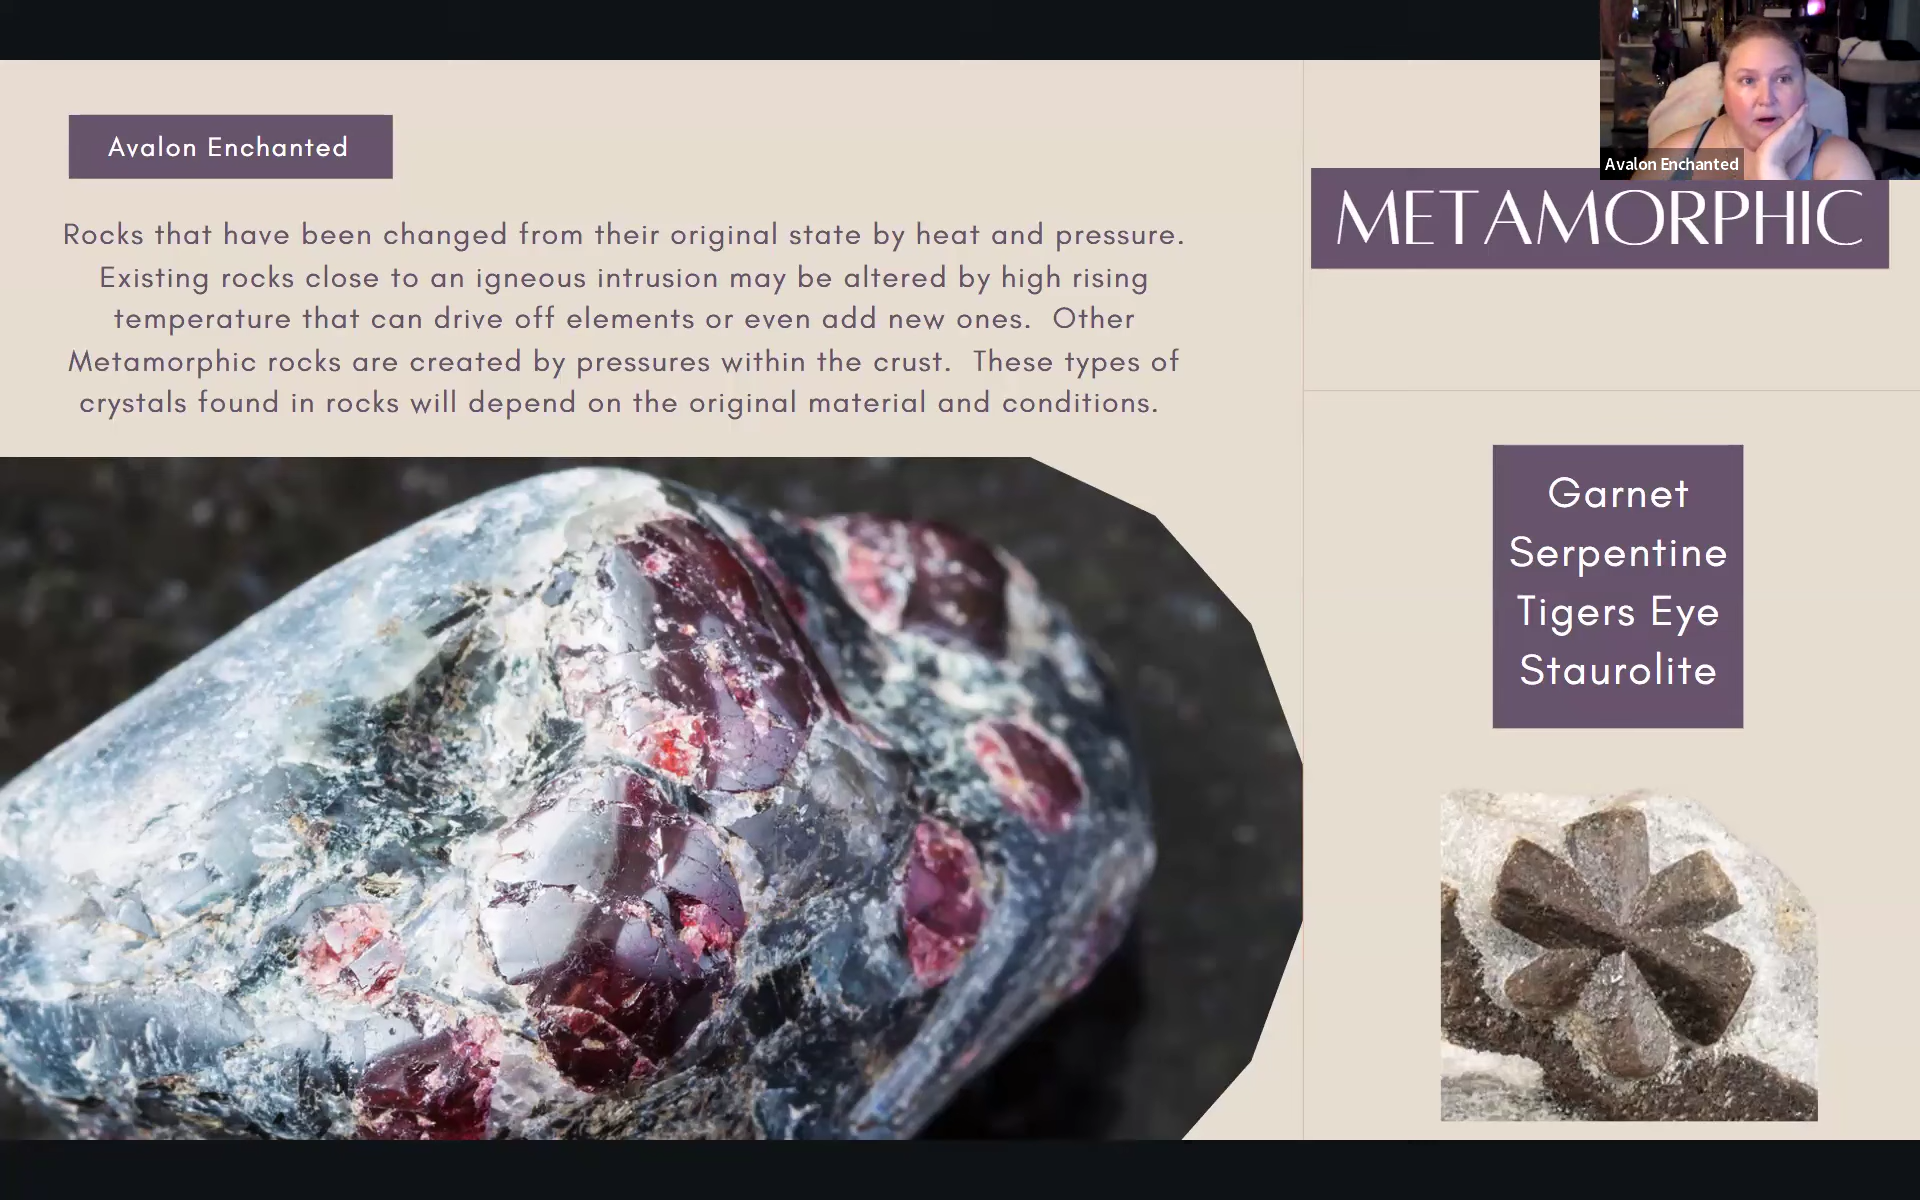 Avalon Enchanted
Rocks that have been changed from their original state by heat and pressure.
Existing rocks close to an igneous intrusion may be altered by high rising
temperature that can drive off elements or even add new ones.  Other
Metamorphic rocks are created by pressures within the crust.  These types of
crystals found in rocks will depend on the original material and conditions.
Avalon Enchanted
METAMORPHIC
Garnet
Serpentine
Tigers Eye
Staurolite